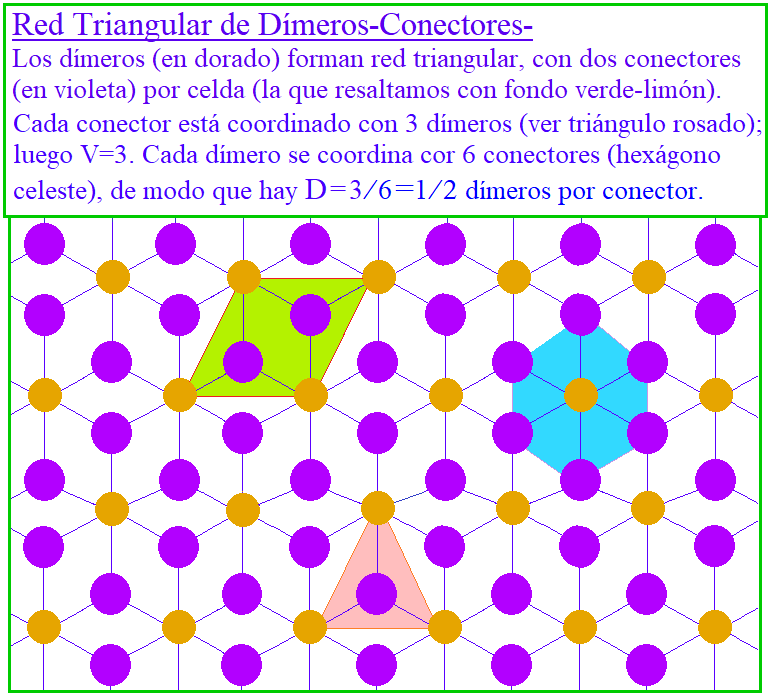 Red Triangular de Dímeros-Conectores-
Los dímeros (en dorado) forman red triangular, con dos conectores
(en violeta) por celda (la que resaltamos con fondo verde-limón).
Cada conector está coordinado con 3 dímeros (ver triángulo rosado);
luego V=3. Cada dímero se coordina cor 6 conectores (hexágono
celeste), de modo que hay D=3/6=1/2 dímeros por conector.